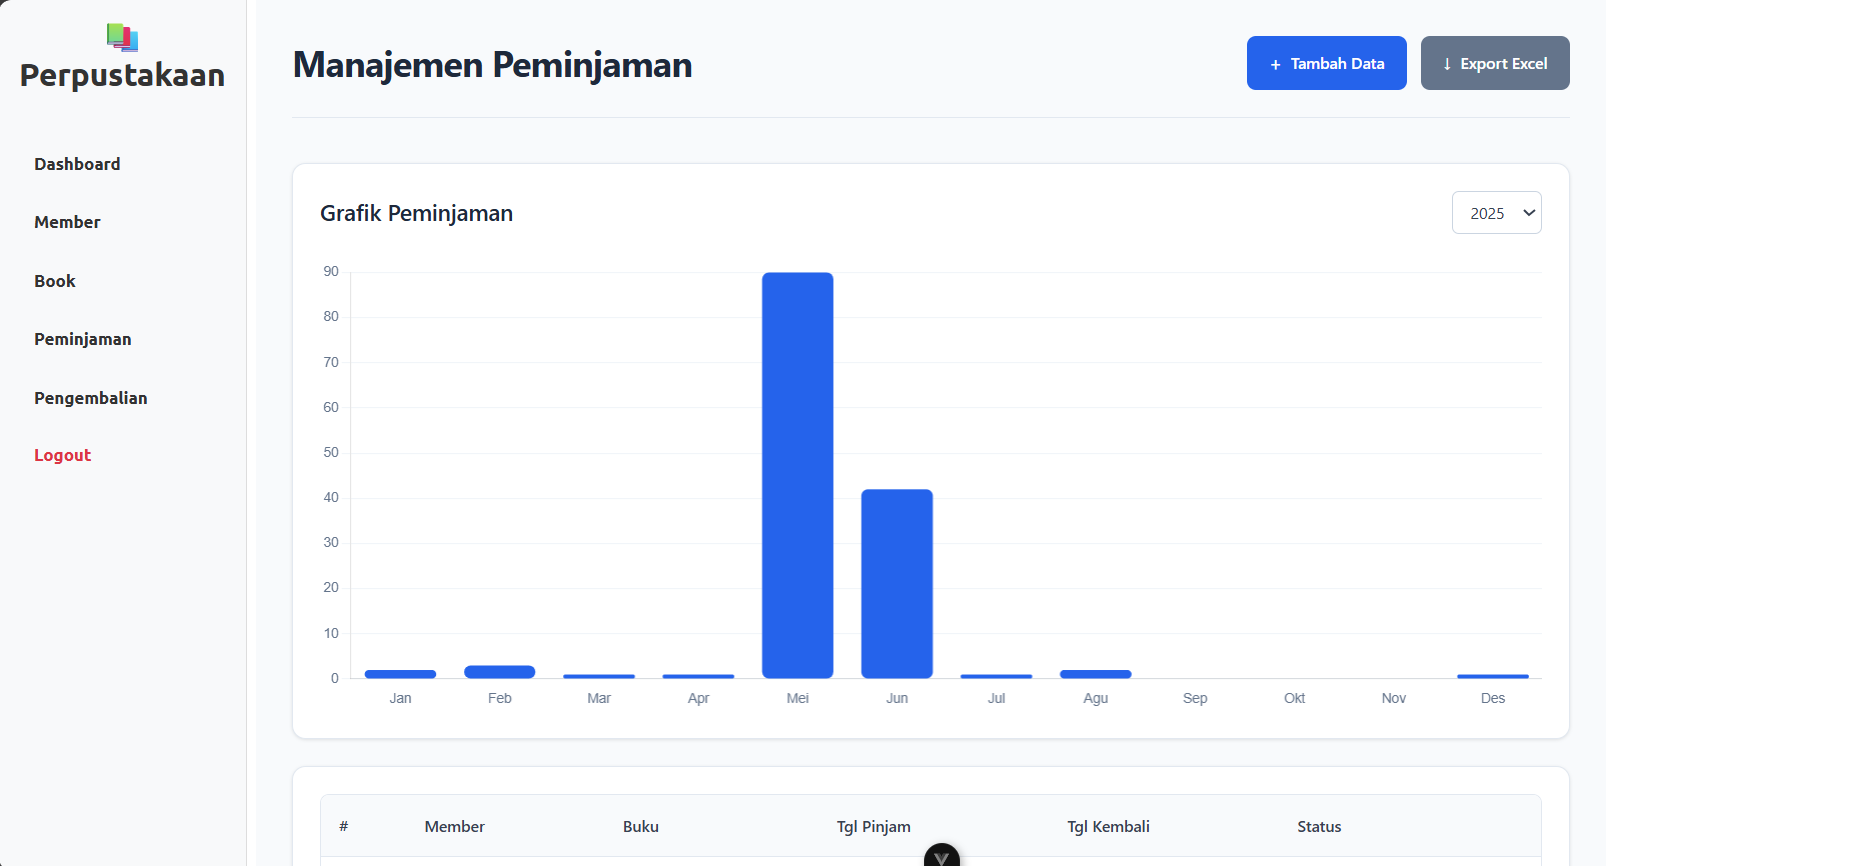 Perpustakaan
Dashboard
Member
Book
Peminjaman
Pengembalian
Logout
Manajemen Peminjaman
+ Tambah Data
↓ Export Excel
Grafik Peminjaman
2025
90
80
70
60
50
40
30
20
10
0
Jan Feb Mar Apr Mei Jun Jul Agu Sep Okt Nov Des
# Member Buku Tgl Pinjam Tgl Kembali Status